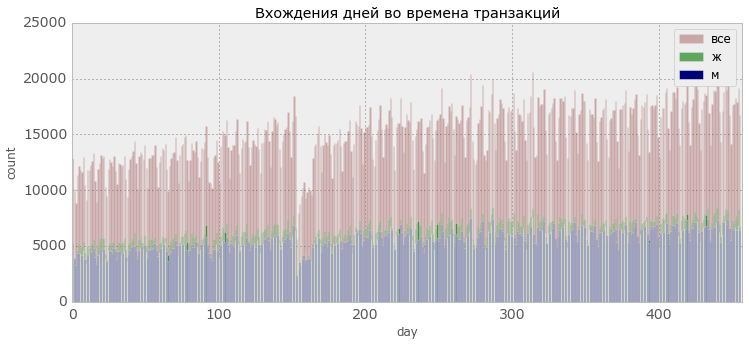 Вхождения дней во времена транзакций
25000
20000
15000
10000
5000
0
count
все
ж
м
0 100 200 300 400
day